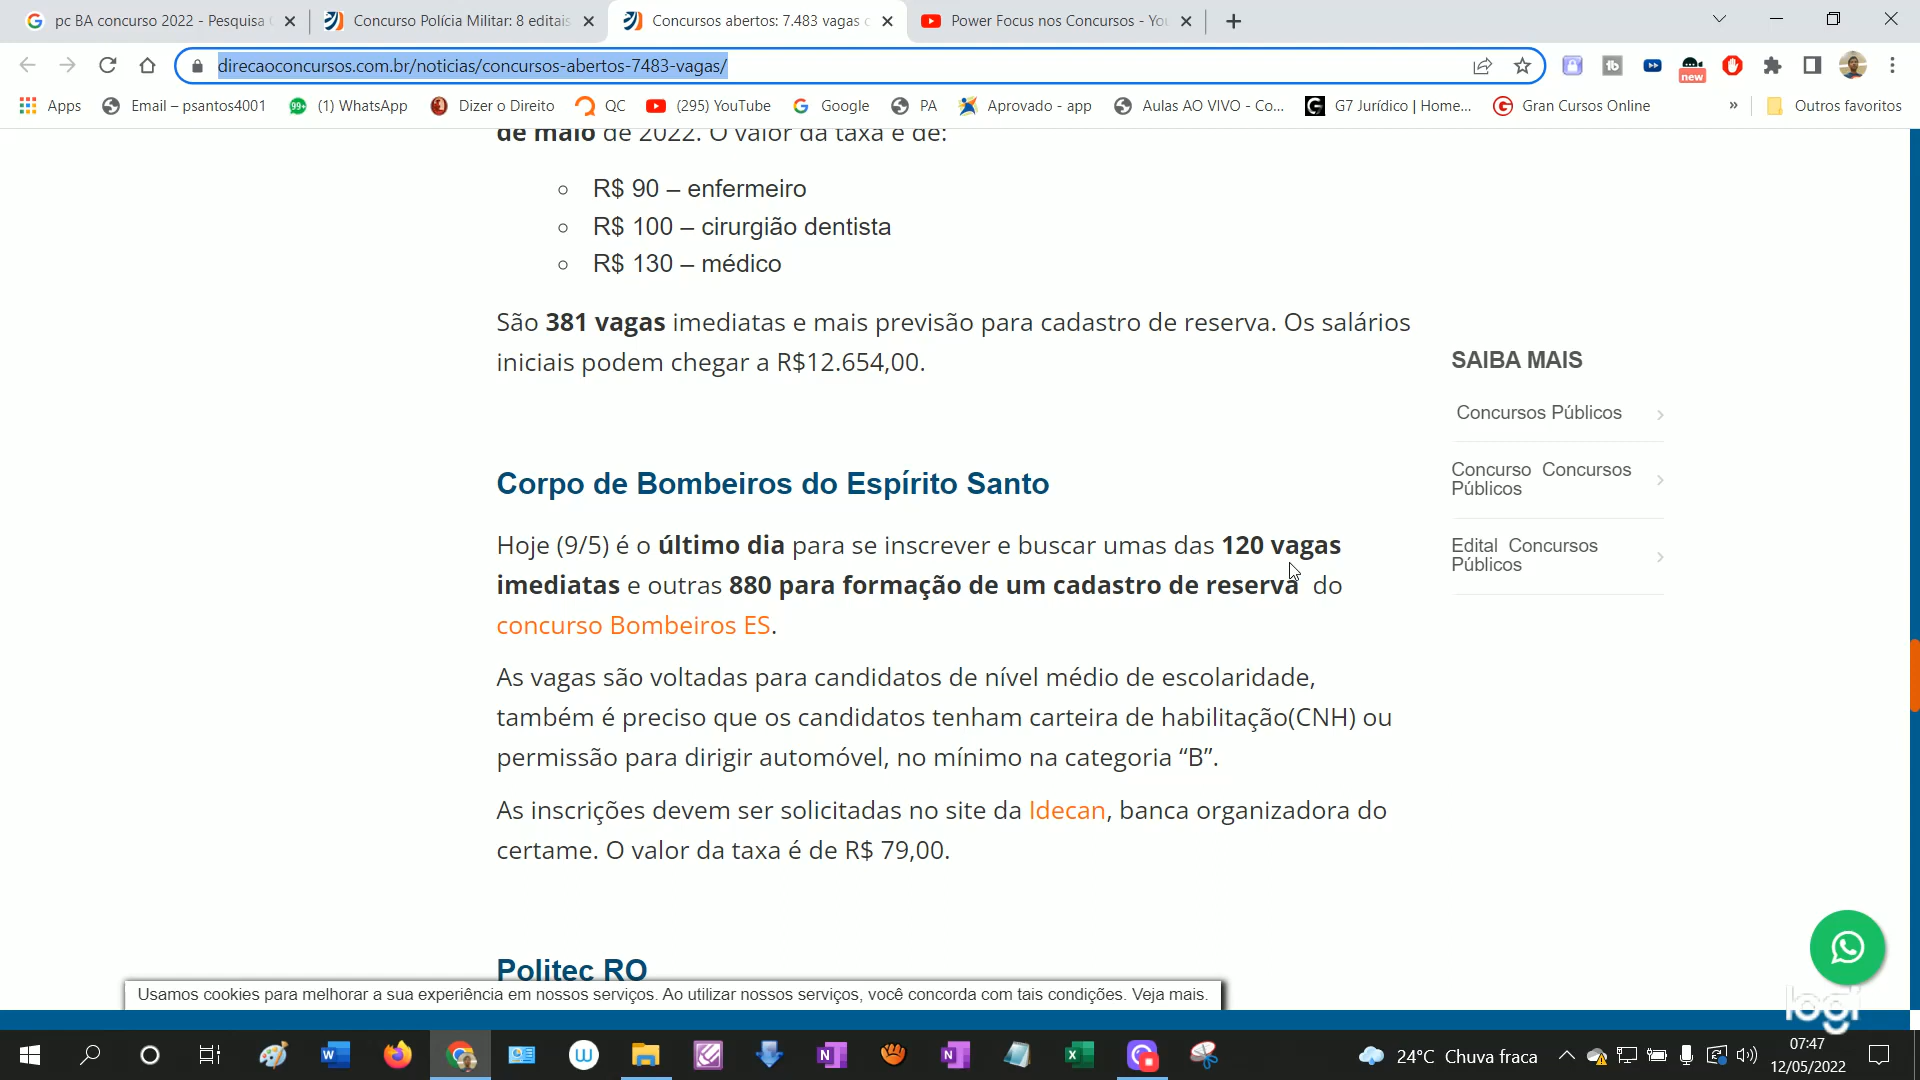 pc BA concurso 2022 - Pesquisa
Concurso Polícia Militar: 8 editais
Concursos abertos: 7.483 vagas
Power Focus nos Concursos - You
direcaoconcursos.com.br/noticias/concursos-abertos-7483-vagas/
new
Apps
Email – psantos4001
99+
(1) WhatsApp
Dizer o Direito
QC
(295) YouTube
Google
PA
Aprovado - app
Aulas AO VIVO - Co...
G7 Jurídico | Home...
Gran Cursos Online
»
Outros favoritos
de maio de 2022. O valor da taxa é de:
R$ 90 – enfermeiro
R$ 100 – cirurgião dentista
R$ 130 – médico
São 381 vagas imediatas e mais previsão para cadastro de reserva. Os salários
iniciais podem chegar a R$12.654,00.
SAIBA MAIS
Concursos Públicos
Concurso Concursos
Públicos
Edital Concursos
Públicos
Corpo de Bombeiros do Espírito Santo
Hoje (9/5) é o último dia para se inscrever e buscar umas das 120 vagas
imediatas e outras 880 para formação de um cadastro de reserva do
concurso Bombeiros ES.
As vagas são voltadas para candidatos de nível médio de escolaridade,
também é preciso que os candidatos tenham carteira de habilitação(CNH) ou
permissão para dirigir automóvel, no mínimo na categoria “B”.
As inscrições devem ser solicitadas no site da Idecan, banca organizadora do
certame. O valor da taxa é de R$ 79,00.
Politec RO
Usamos cookies para melhorar a sua experiência em nossos serviços. Ao utilizar nossos serviços, você concorda com tais condições. Veja mais.
logi
24°C Chuva fraca
07:47
12/05/2022